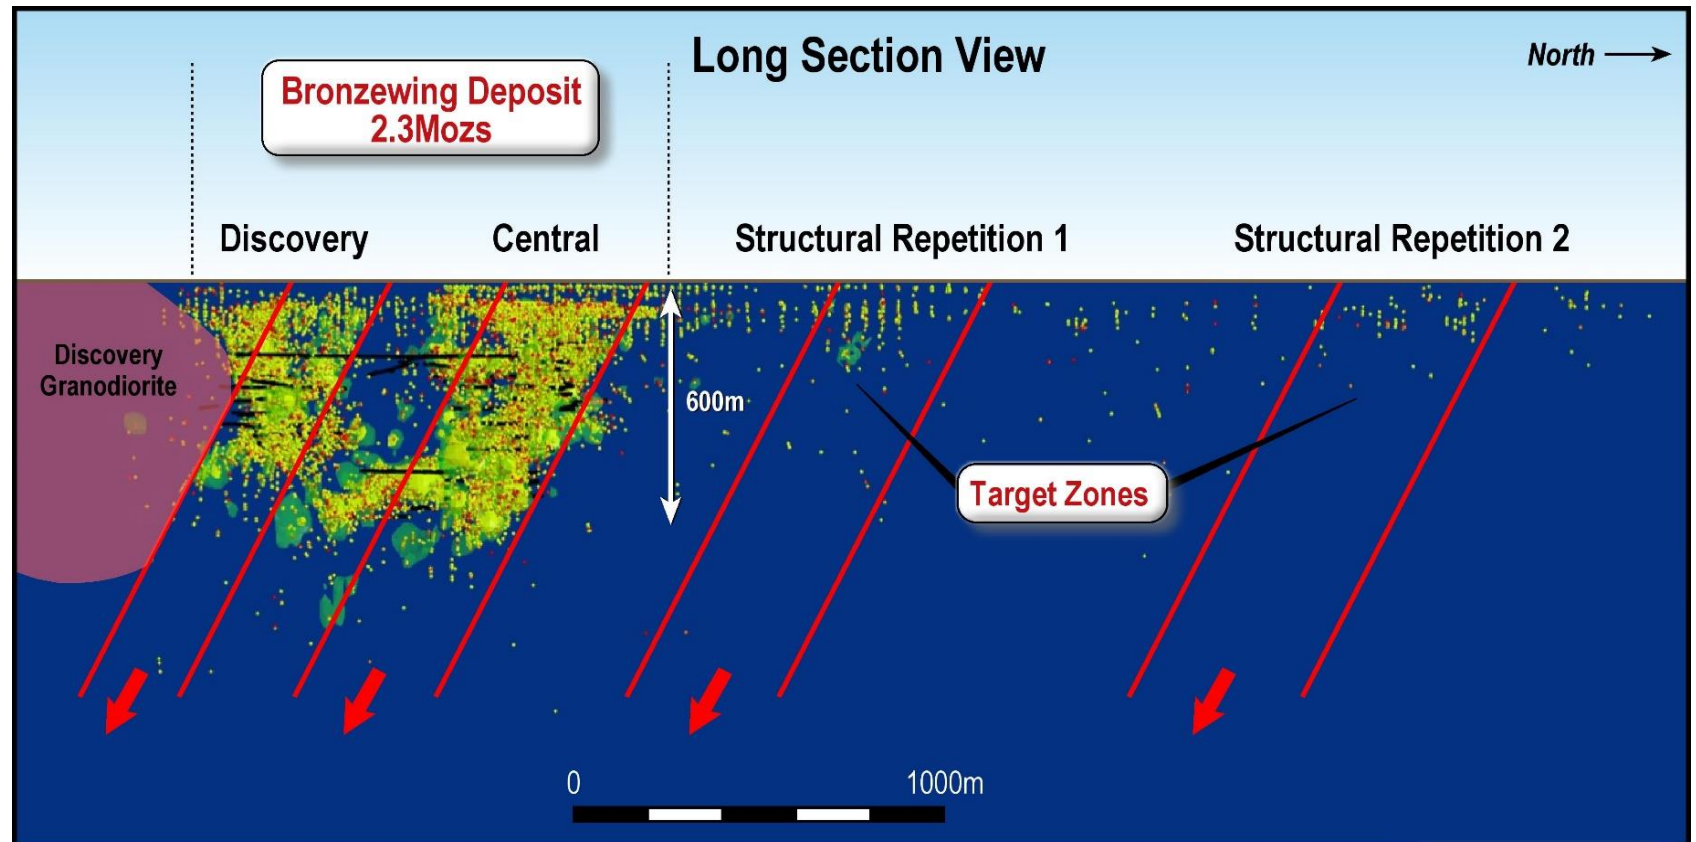 Long Section View
North
Bronzewing Deposit
2.3Mozs
Discovery
Central
Structural Repetition 1
Structural Repetition 2
Discovery
Granodiorite
600m
Target Zones
0
1000m